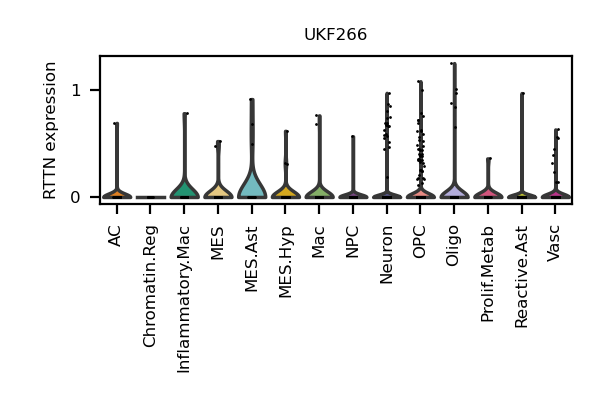 UKF266
RTTN expression
1
0
AC
Chromatin.Reg
Inflammatory.Mac
MES
MES.Ast
MES.Hyp
Mac
NPC
Neuron
OPC
Oligo
Prolif.Metab
Reactive.Ast
Vasc